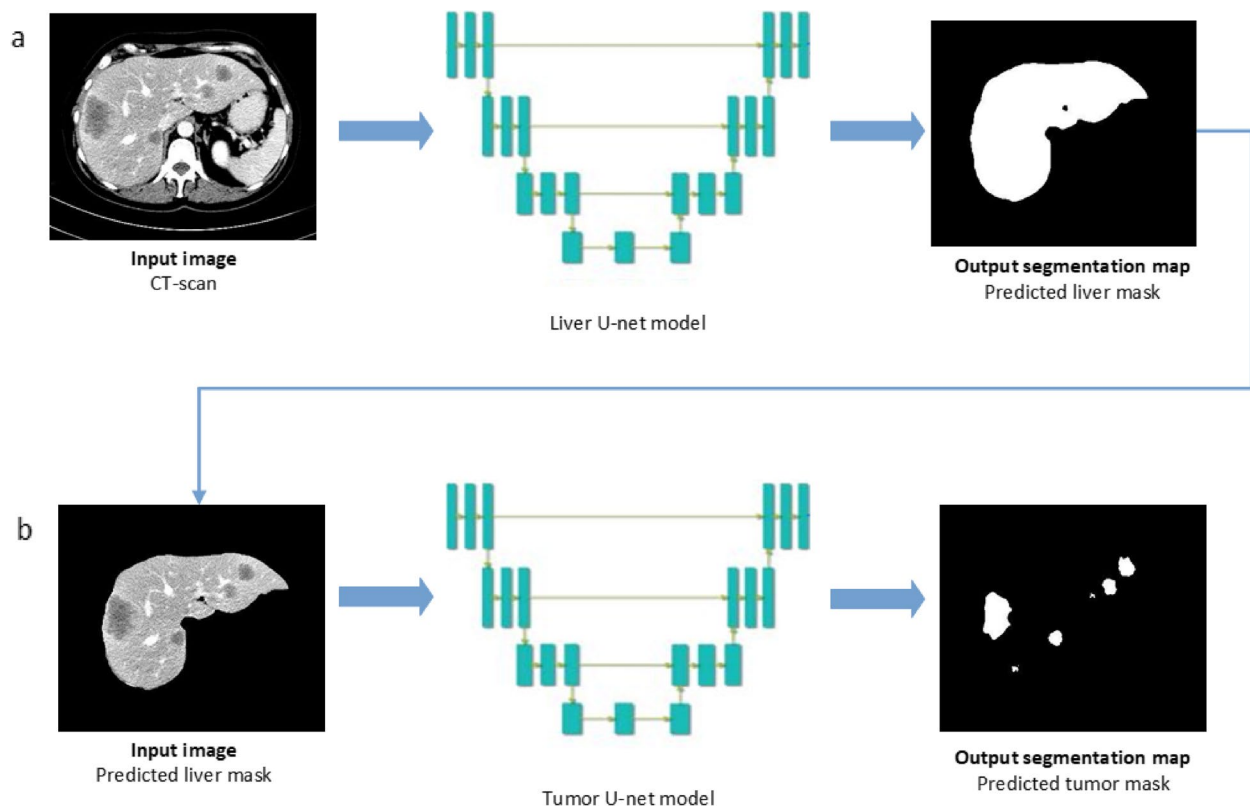 a
Input image
CT-scan
Liver U-net model
Output segmentation map
Predicted liver mask
b
Input image
Predicted liver mask
Tumor U-net model
Output segmentation map
Predicted tumor mask